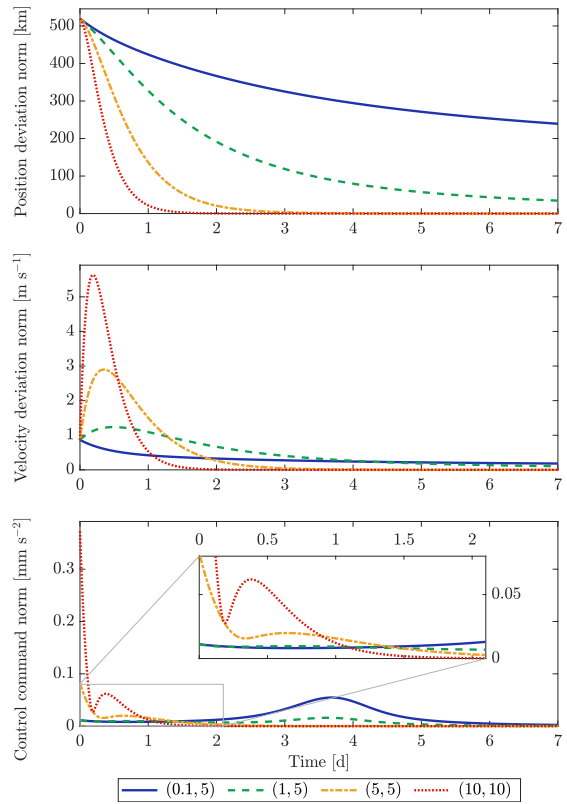 Position deviation norm [km]
500
400
300
200
100
0
0 1 2 3 4 5 6 7
Velocity deviation norm [m s⁻¹]
5
4
3
2
1
0
0 1 2 3 4 5 6 7
Control command norm [mm s⁻²]
0.3
0.2
0.1
0
0 0.5 1 1.5 2
0.05
0
0 1 2 3 4 5 6 7
Time [d]
(0.1, 5) (1, 5) (5, 5) (10, 10)